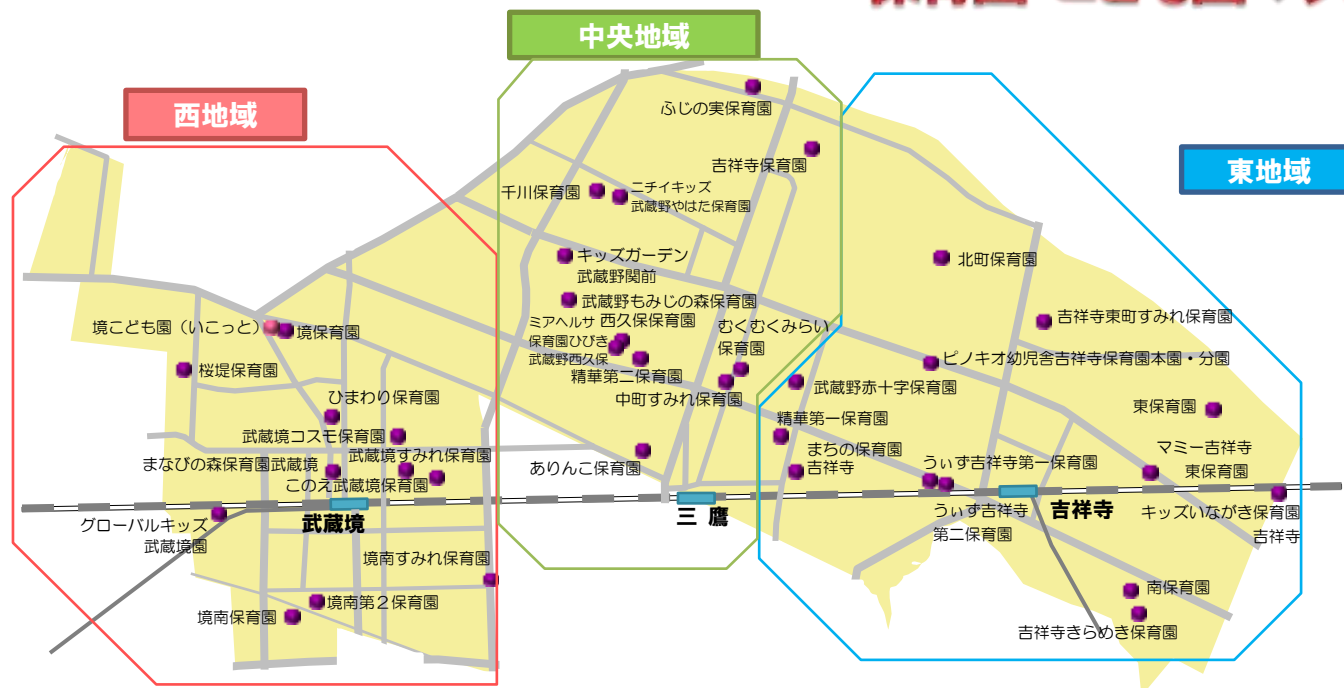 中央地域
西地域
東地域
ふじの実保育園
吉祥寺保育園
千川保育園
ニチイキッズ
武蔵野やはた保育園
キッズガーデン
武蔵野関前
武蔵野もみじの森保育園
ミアヘルサ
保育園ひびき
武蔵野西久保
西久保保育園
むくむくみらい
保育園
精華第二保育園
中町すみれ保育園
ありんこ保育園
境こども園（いこっと）
境保育園
桜堤保育園
ひまわり保育園
武蔵境コスモ保育園
武蔵境すみれ保育園
まなびの森保育園武蔵境
このえ武蔵境保育園
グローバルキッズ
武蔵境園
武蔵境
境南すみれ保育園
境南第２保育園
境南保育園
三 鷹
北町保育園
吉祥寺東町すみれ保育園
ピノキオ幼児舎吉祥寺保育園本園・分園
武蔵野赤十字保育園
東保育園
精華第一保育園
まちの保育園
吉祥寺
マミー吉祥寺
東保育園
うぃず吉祥寺第一保育園
うぃず吉祥寺
第二保育園
吉祥寺
キッズいながき保育園
吉祥寺
南保育園
吉祥寺きらめき保育園